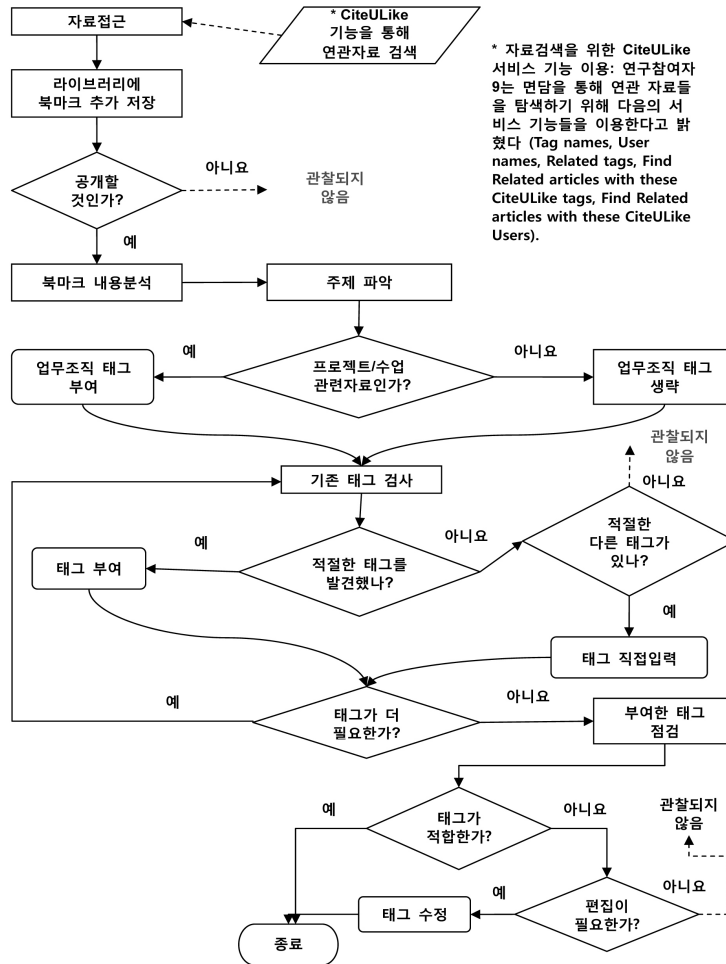 자료접근
* CiteULike
기능을 통해
연관자료 검색
* 자료검색을 위한 CiteULike
서비스 기능 이용: 연구참여자
9는 면담을 통해 연관 자료들
을 탐색하기 위해 다음의 서
비스 기능들을 이용한다고 밝
혔다 (Tag names, User
names, Related tags, Find
Related articles with these
CiteULike tags, Find Related
articles with these CiteULike
Users).
라이브러리에
북마크 추가 저장
공개할
것인가?
아니요
관찰되지
않음
예
북마크 내용분석
주제 파악
프로젝트/수업
관련자료인가?
예
아니요
업무조직 태그
부여
업무조직 태그
생략
관찰되지
않음
아니요
기존 태그 검사
적절한 태그를
발견했나?
예
아니요
적절한
다른 태그가
있나?
태그 부여
예
태그 직접입력
태그가 더
필요한가?
예
아니요
부여한 태그
점검
태그가
적합한가?
예
아니요
관찰되지
않음
편집이
필요한가?
예
아니요
태그 수정
종료